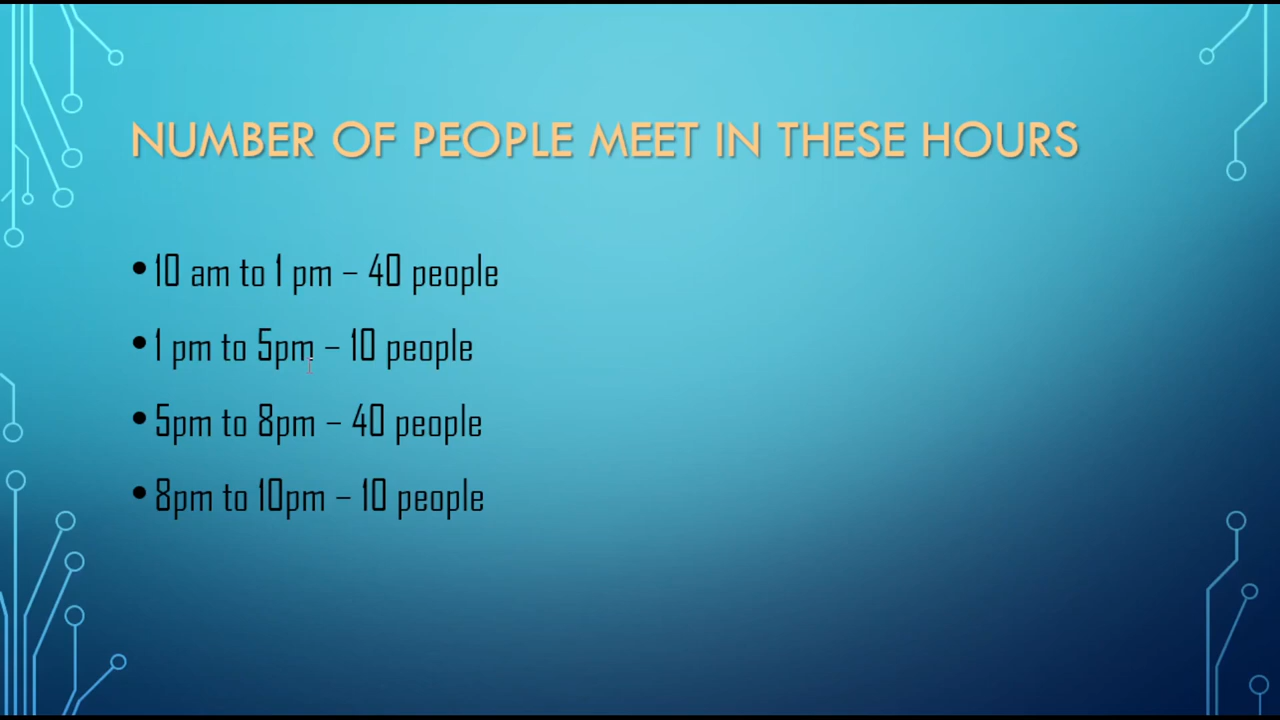 NUMBER OF PEOPLE MEET IN THESE HOURS
•10 am to 1 pm – 40 people
•1 pm to 5pm – 10 people
•5pm to 8pm – 40 people
•8pm to 10pm – 10 people